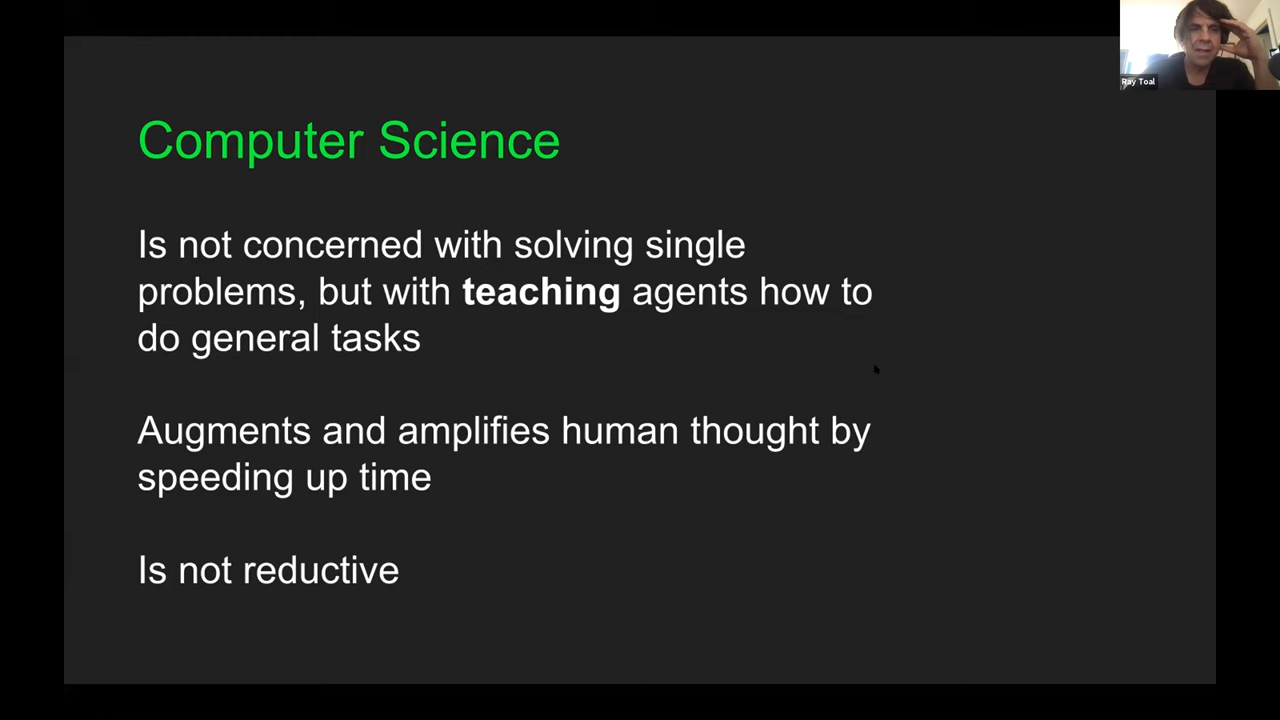 Ray Toal
Computer Science
Is not concerned with solving single
problems, but with teaching agents how to
do general tasks
Augments and amplifies human thought by
speeding up time
Is not reductive